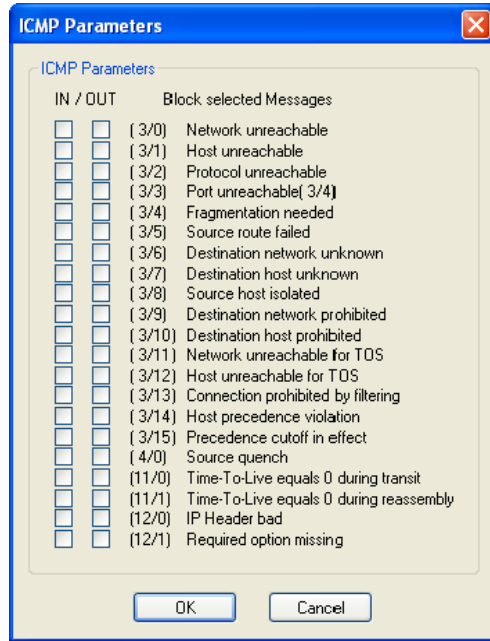 ICMP Parameters
ICMP Parameters
IN / OUT Block selected Messages
( 3/0) Network unreachable
( 3/1) Host unreachable
( 3/2) Protocol unreachable
( 3/3) Port unreachable( 3/4)
( 3/4) Fragmentation needed
( 3/5) Source route failed
( 3/6) Destination network unknown
( 3/7) Destination host unknown
( 3/8) Source host isolated
( 3/9) Destination network prohibited
( 3/10) Destination host prohibited
( 3/11) Network unreachable for TOS
( 3/12) Host unreachable for TOS
( 3/13) Connection prohibited by filtering
( 3/14) Host precedence violation
( 3/15) Precedence cutoff in effect
( 4/0) Source quench
(11/0) Time-To-Live equals 0 during transit
(11/1) Time-To-Live equals 0 during reassembly
(12/0) IP Header bad
(12/1) Required option missing
OK Cancel